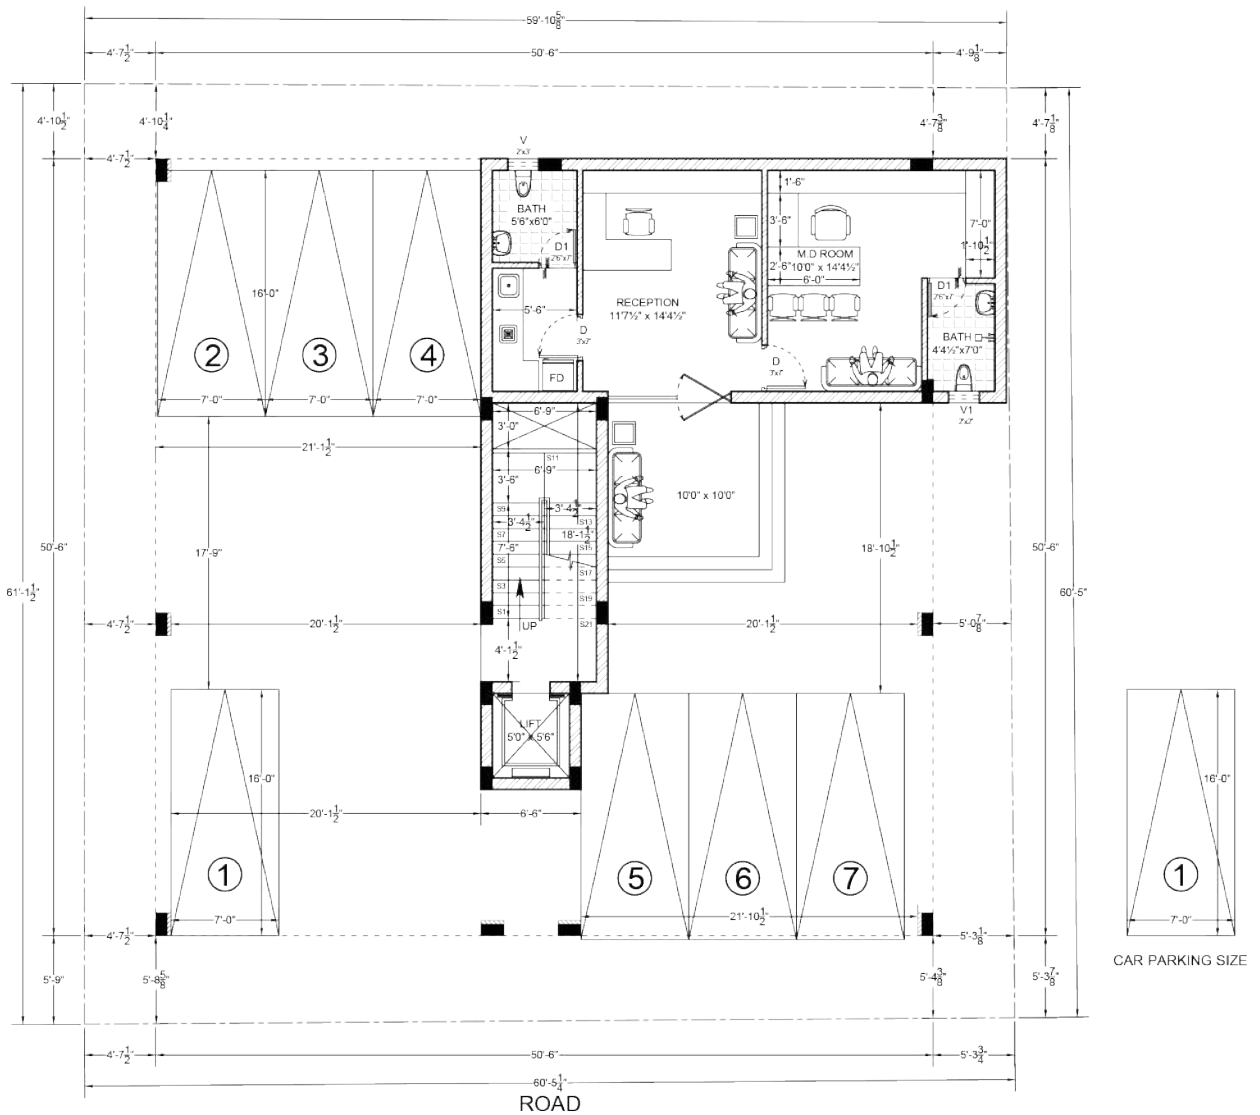 59'-10⅝"
4'-7½"
50'-6"
4'-9⅛"
4'-10½"
4'-10¼"
4'-7⅜"
4'-7⅛"
4'-7½"
V
2'x3'
BATH
5'6"x6'0"
D1
2'6"x7'
1'-6"
3'-6"
7'-0"
1'-10½"
M.D ROOM
10'0" x 14'4½"
2'-6"
6'-0"
16'-0"
5'-6"
RECEPTION
11'7½" x 14'4½"
D1
2'6"x7'
BATH
4'4½"x7'0"
D
3'x7'
D
3'x7'
FD
2
3
4
7'-0"
7'-0"
7'-0"
V1
2'x2'
6'-9"
3'-0"
21'-1½"
S11
6'-9"
3'-6"
10'0" x 10'0"
3'-4½"
3'-4½"
S9
S13
S7
18'-1½"
7'-6"
S15
S5
S17
S3
S19
S1
S21
UP
50'-6"
17'-9"
18'-10½"
50'-6"
61'-1½"
60'-5"
4'-7½"
20'-1½"
20'-1½"
5'-0⅞"
4'-1½"
LIFT
5'0" x 5'6"
16'-0"
16'-0"
20'-1½"
6'-6"
1
5
6
7
1
7'-0"
21'-10½"
7'-0"
4'-7½"
5'-3⅛"
CAR PARKING SIZE
5'-9"
5'-8⅝"
5'-4⅜"
5'-3⅞"
4'-7½"
50'-6"
5'-3¾"
60'-5¼"
ROAD